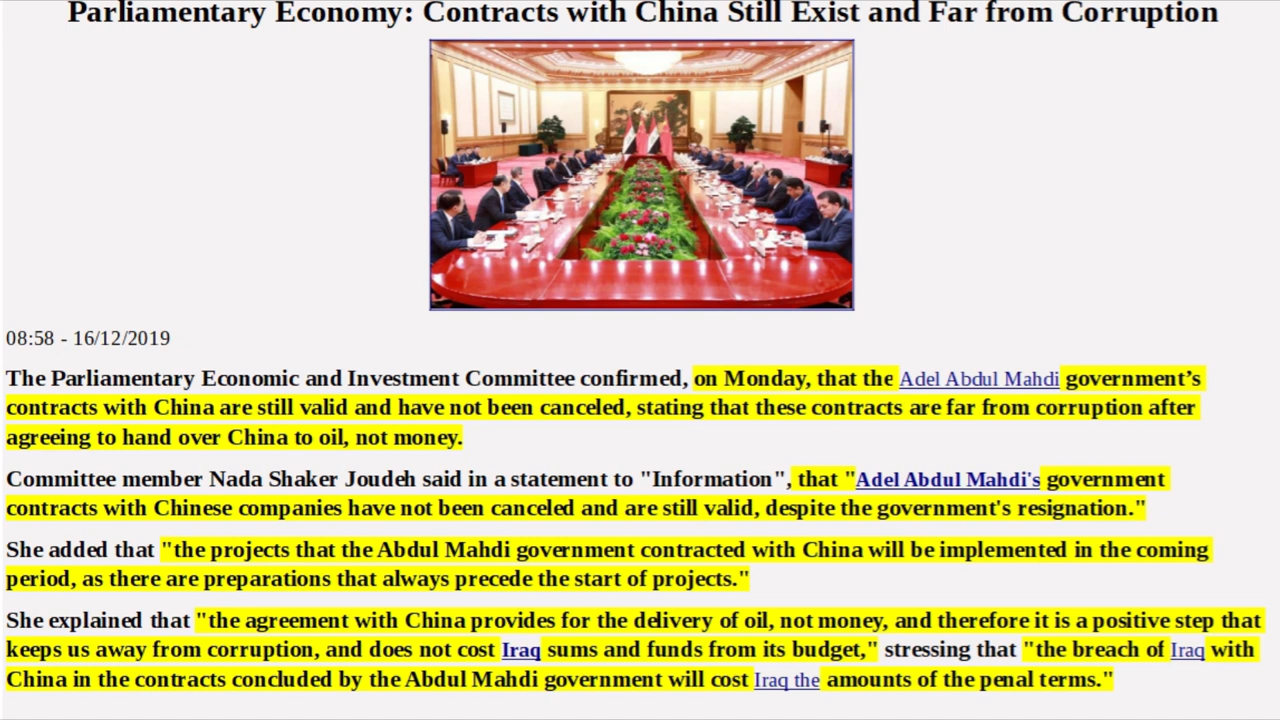 Parliamentary Economy: Contracts with China Still Exist and Far from Corruption
08:58 - 16/12/2019
The Parliamentary Economic and Investment Committee confirmed, on Monday, that the Adel Abdul Mahdi government’s
contracts with China are still valid and have not been canceled, stating that these contracts are far from corruption after
agreeing to hand over China to oil, not money.
Committee member Nada Shaker Joudeh said in a statement to "Information", that "Adel Abdul Mahdi's government
contracts with Chinese companies have not been canceled and are still valid, despite the government's resignation."
She added that "the projects that the Abdul Mahdi government contracted with China will be implemented in the coming
period, as there are preparations that always precede the start of projects."
She explained that "the agreement with China provides for the delivery of oil, not money, and therefore it is a positive step that
keeps us away from corruption, and does not cost Iraq sums and funds from its budget," stressing that "the breach of Iraq with
China in the contracts concluded by the Abdul Mahdi government will cost Iraq the amounts of the penal terms."